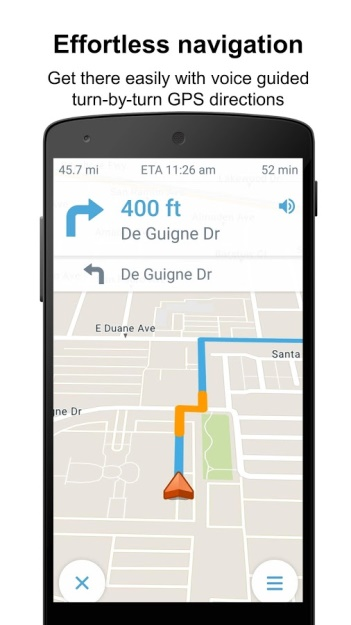 Effortless navigation
Get there easily with voice guided
turn-by-turn GPS directions
45.7 mi ETA 11:26 am 52 min
400 ft
De Guigne Dr
De Guigne Dr
E Duane Ave
Santa
ne Dr